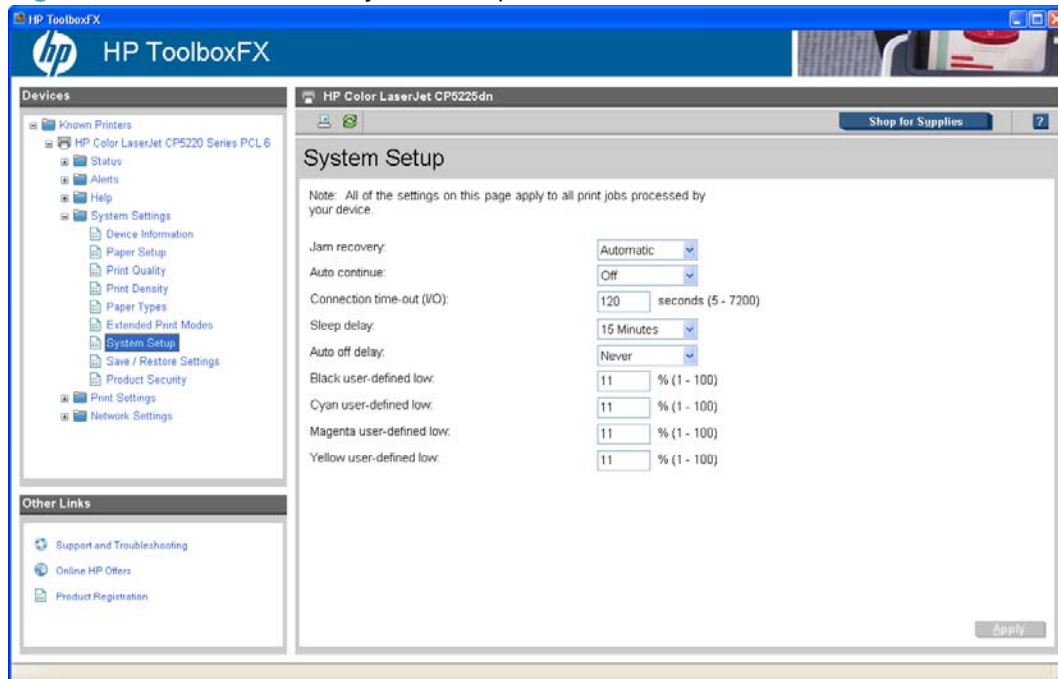 HP ToolboxFX
hp HP ToolboxFX
Devices
Known Printers
HP Color LaserJet CP5220 Series PCL 6
Status
Alerts
Help
System Settings
Device Information
Paper Setup
Print Quality
Print Density
Paper Types
Extended Print Modes
System Setup
Save / Restore Settings
Product Security
Print Settings
Network Settings
Other Links
Support and Troubleshooting
Online HP Offers
Product Registration
HP Color LaserJet CP5225dn
Shop for Supplies ?
System Setup
Note: All of the settings on this page apply to all print jobs processed by
your device.
Jam recovery: Automatic
Auto continue: Off
Connection time-out (I/O): 120 seconds (5 - 7200)
Sleep delay: 15 Minutes
Auto off delay: Never
Black user-defined low: 11 % (1 - 100)
Cyan user-defined low: 11 % (1 - 100)
Magenta user-defined low: 11 % (1 - 100)
Yellow user-defined low: 11 % (1 - 100)
Apply